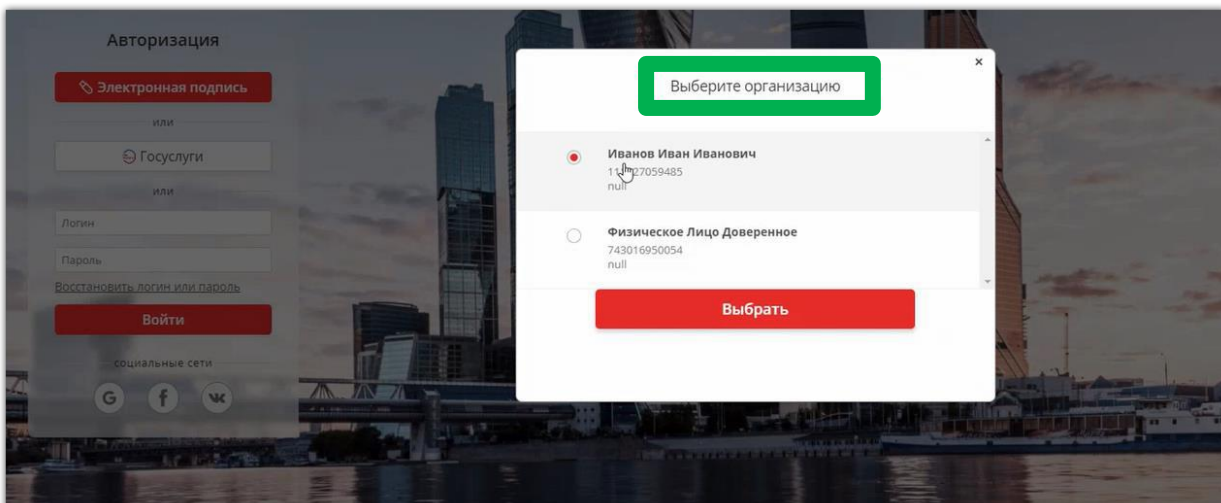 Авторизация
Электронная подпись
или
Госуслуги
или
Логин
Пароль
Восстановить логин или пароль
Войти
социальные сети
G f
×
Выберите организацию
Иванов Иван Иванович
null
Физическое Лицо Доверенное
743016950054
null
Выбрать